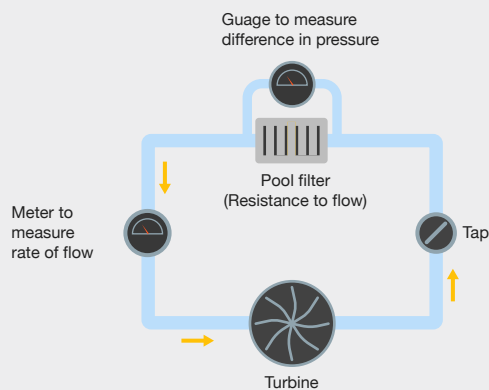 Guage to measure
difference in pressure
Pool filter
(Resistance to flow)
Meter to
measure
rate of flow
Tap
Turbine